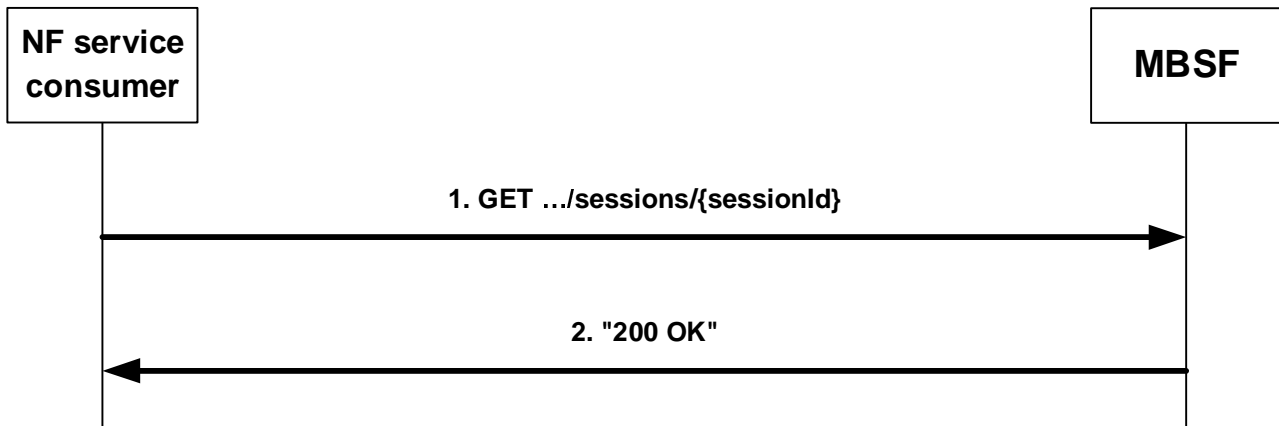 NF service
consumer
MBSF
1. GET …/sessions/{sessionId}
2. "200 OK"